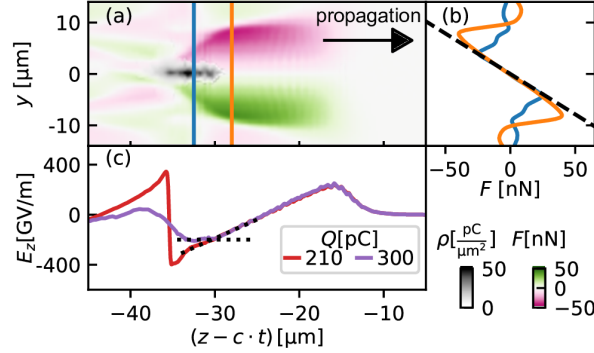 (a)
propagation
(b)
y [μm]
10
0
−10
−50
0
50
F [nN]
(c)
E_z[GV/m]
400
0
-400
Q[pC]
210
300
−40
−30
−20
−10
(z − c · t) [μm]
ρ[pC/μm²]
F[nN]
50
0
50
0
−50